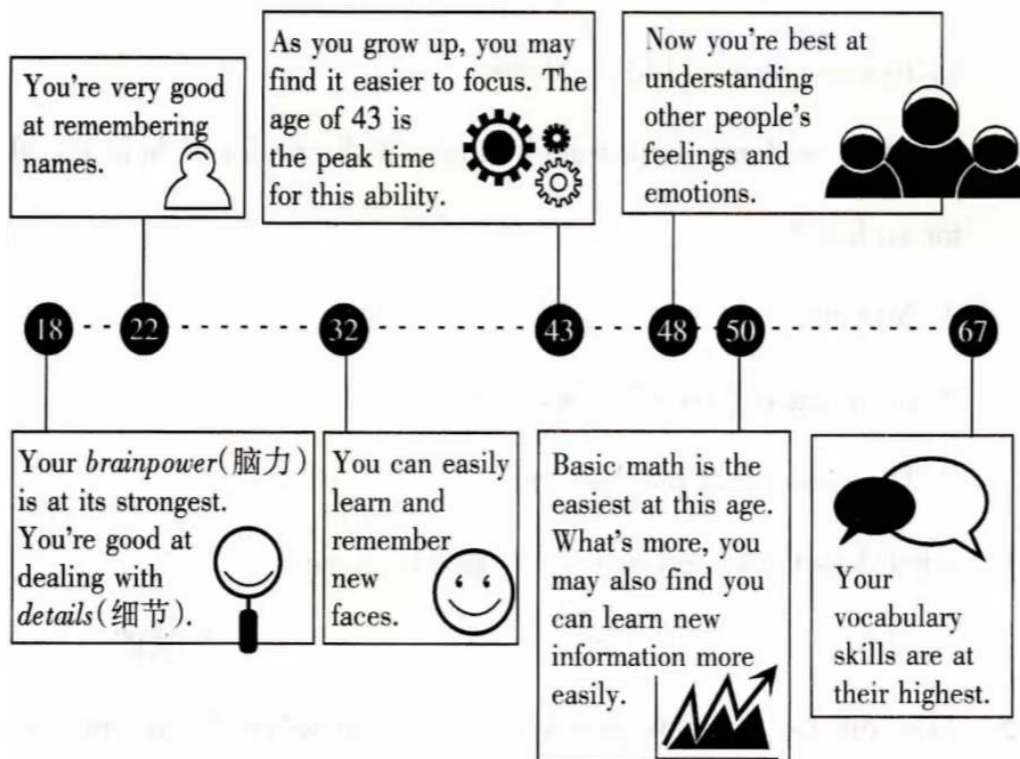 You're very good
at remembering
names.
As you grow up, you may
find it easier to focus. The
age of 43 is
the peak time
for this ability.
Now you're best at
understanding
other people's
feelings and
emotions.
18
22
32
43
48
50
67
Your brainpower(脑力)
is at its strongest.
You're good at
dealing with
details(细节).
You can easily
learn and
remember
new
faces.
Basic math is the
easiest at this age.
What's more, you
may also find you
can learn new
information more
easily.
Your
vocabulary
skills are at
their highest.